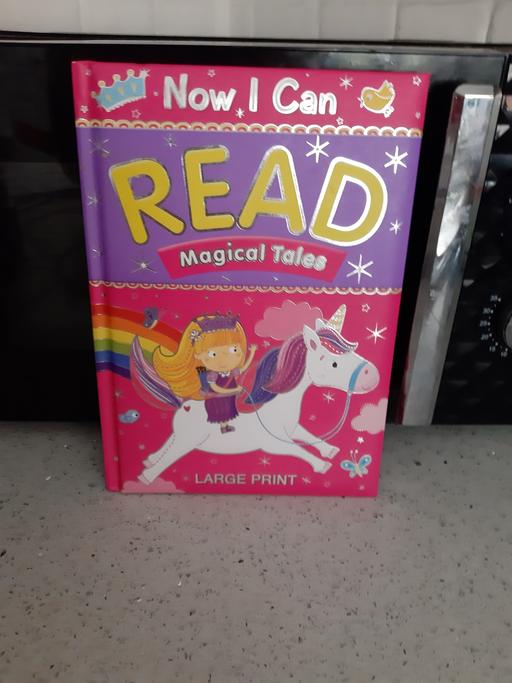 Now I Can
READ
Magical Tales
LARGE PRINT